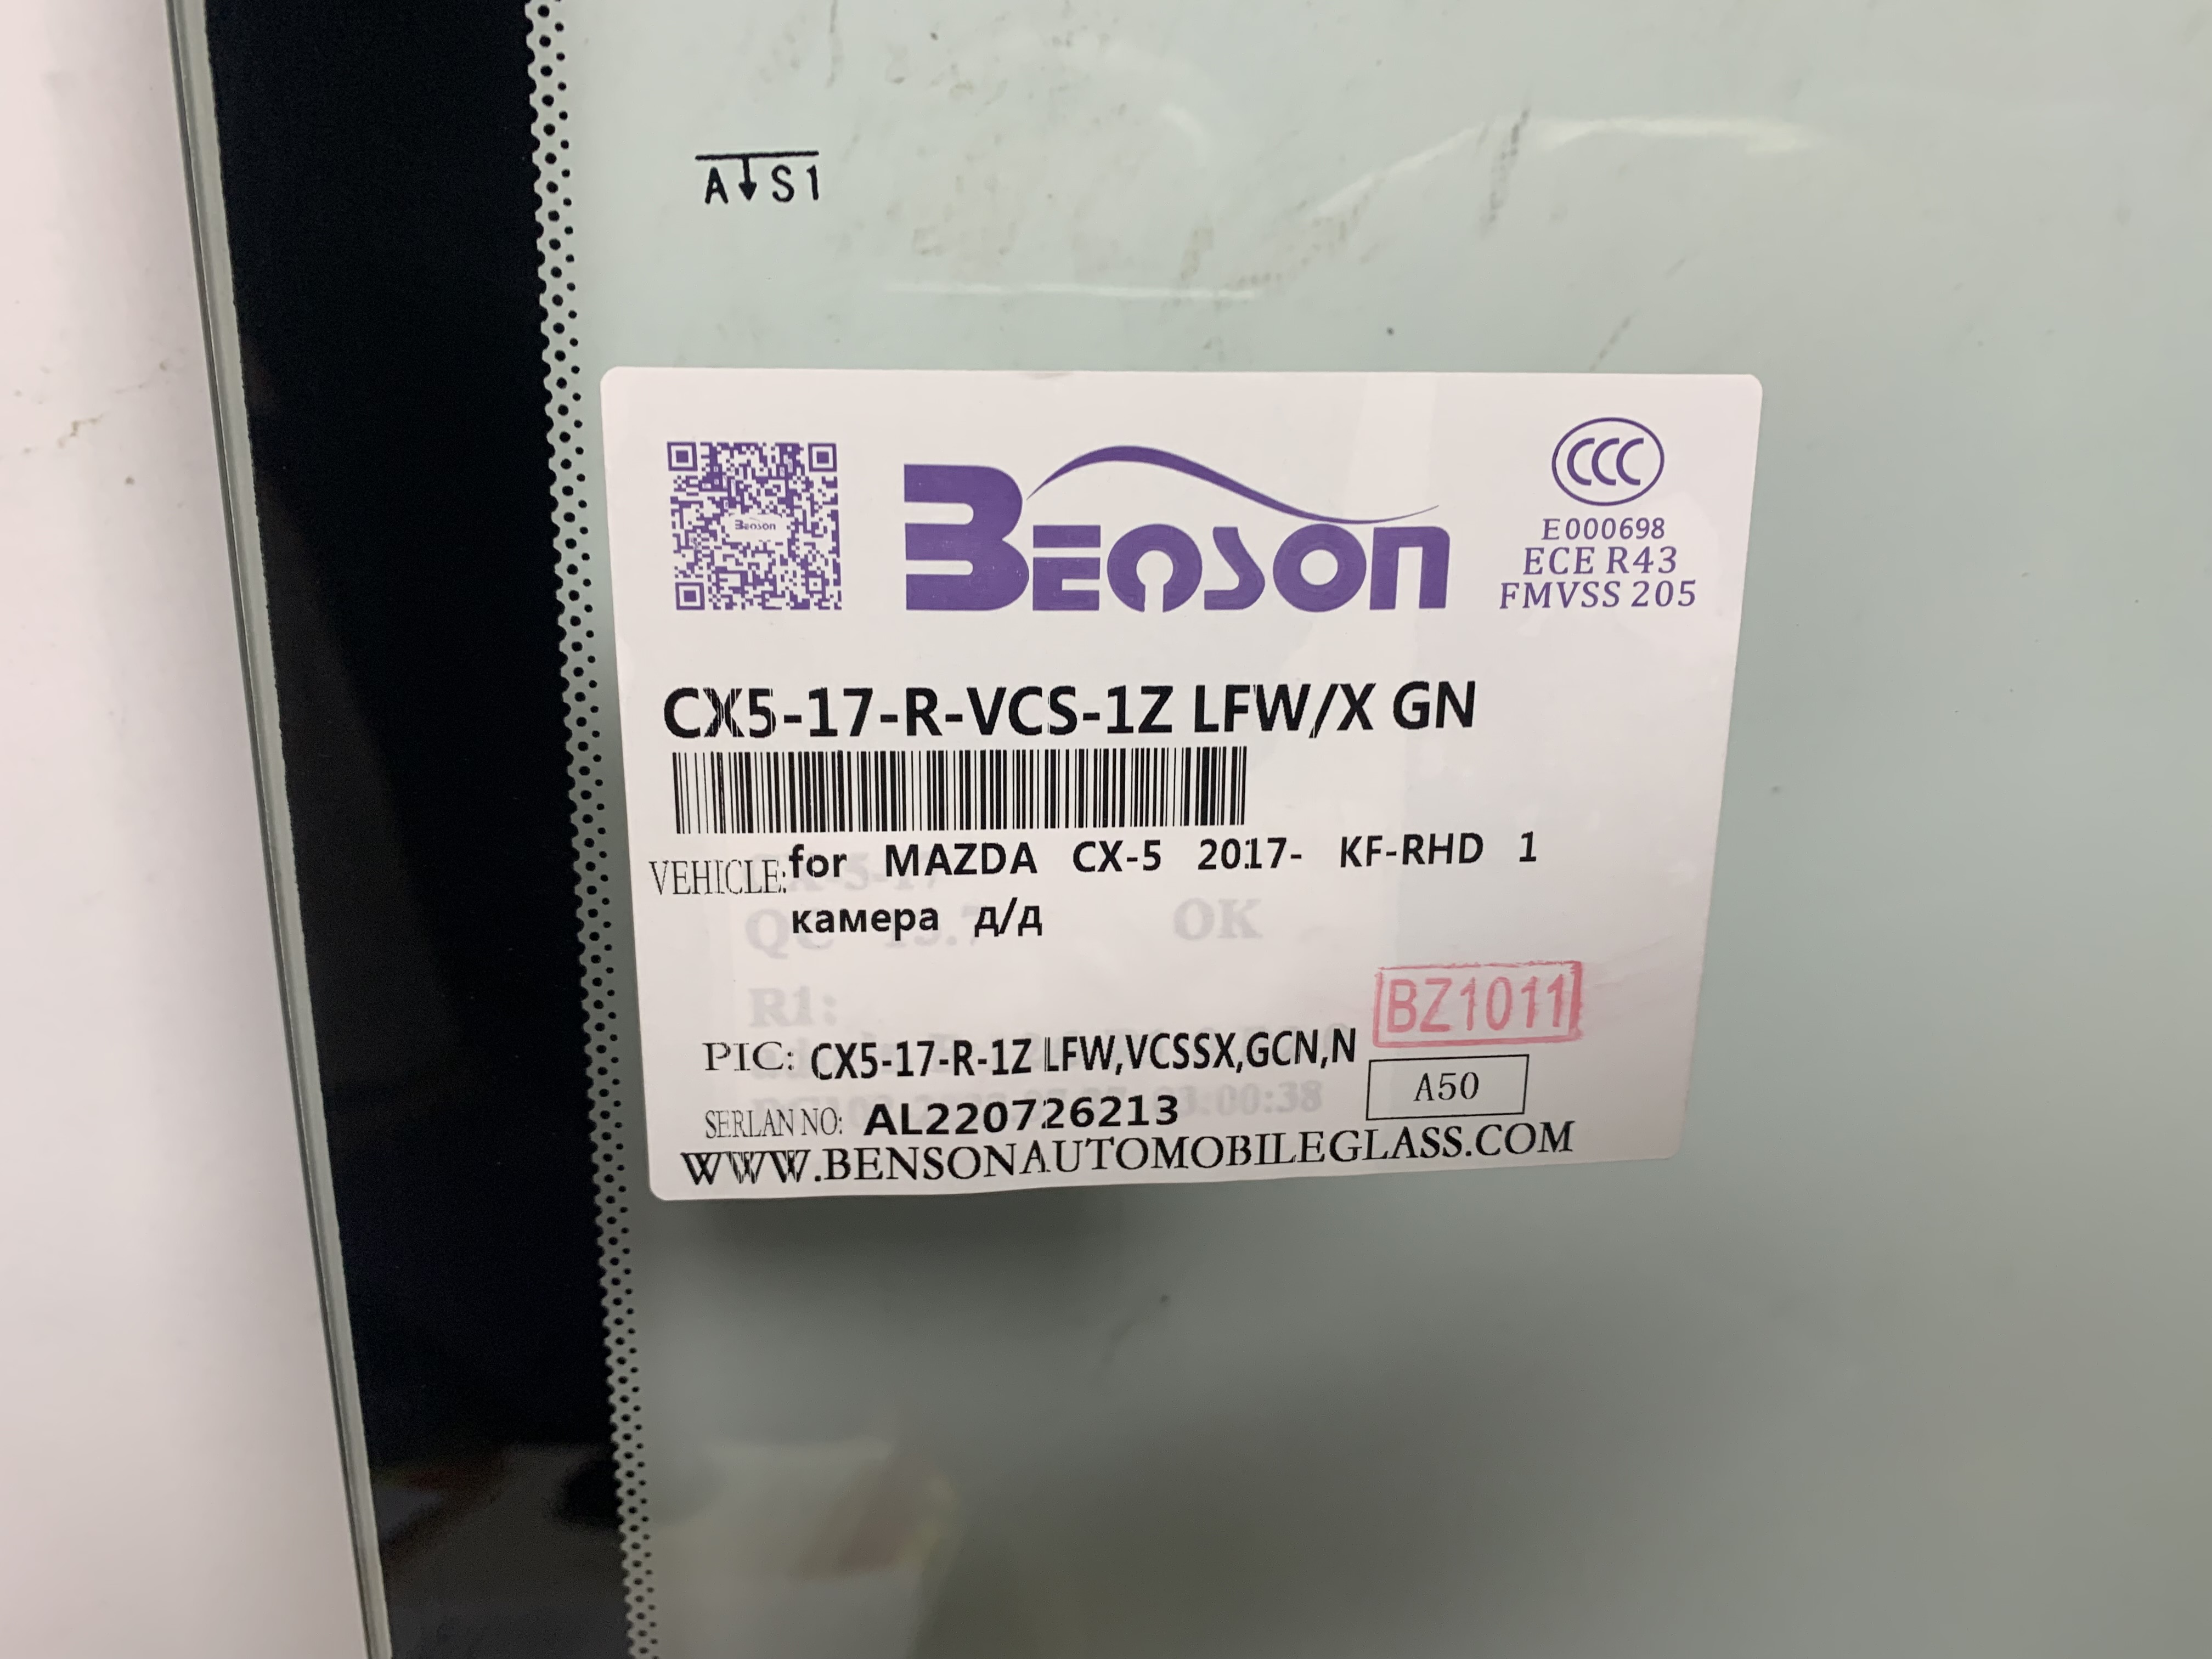 A S1
BENSON
Benson
CCC
E000698
ECE R43
FMVSS 205
CX5-17-R-VCS-1Z LFW/X GN
VEHICLE: for MAZDA CX-5 2017- KF-RHD 1
камера д/д
QC OK
R1:
BZ1011
PIC: CX5-17-R-1Z LFW,VCSSX,GCN,N
A50
SERLAN NO: AL220726213
WWW.BENSONAUTOMOBILEGLASS.COM